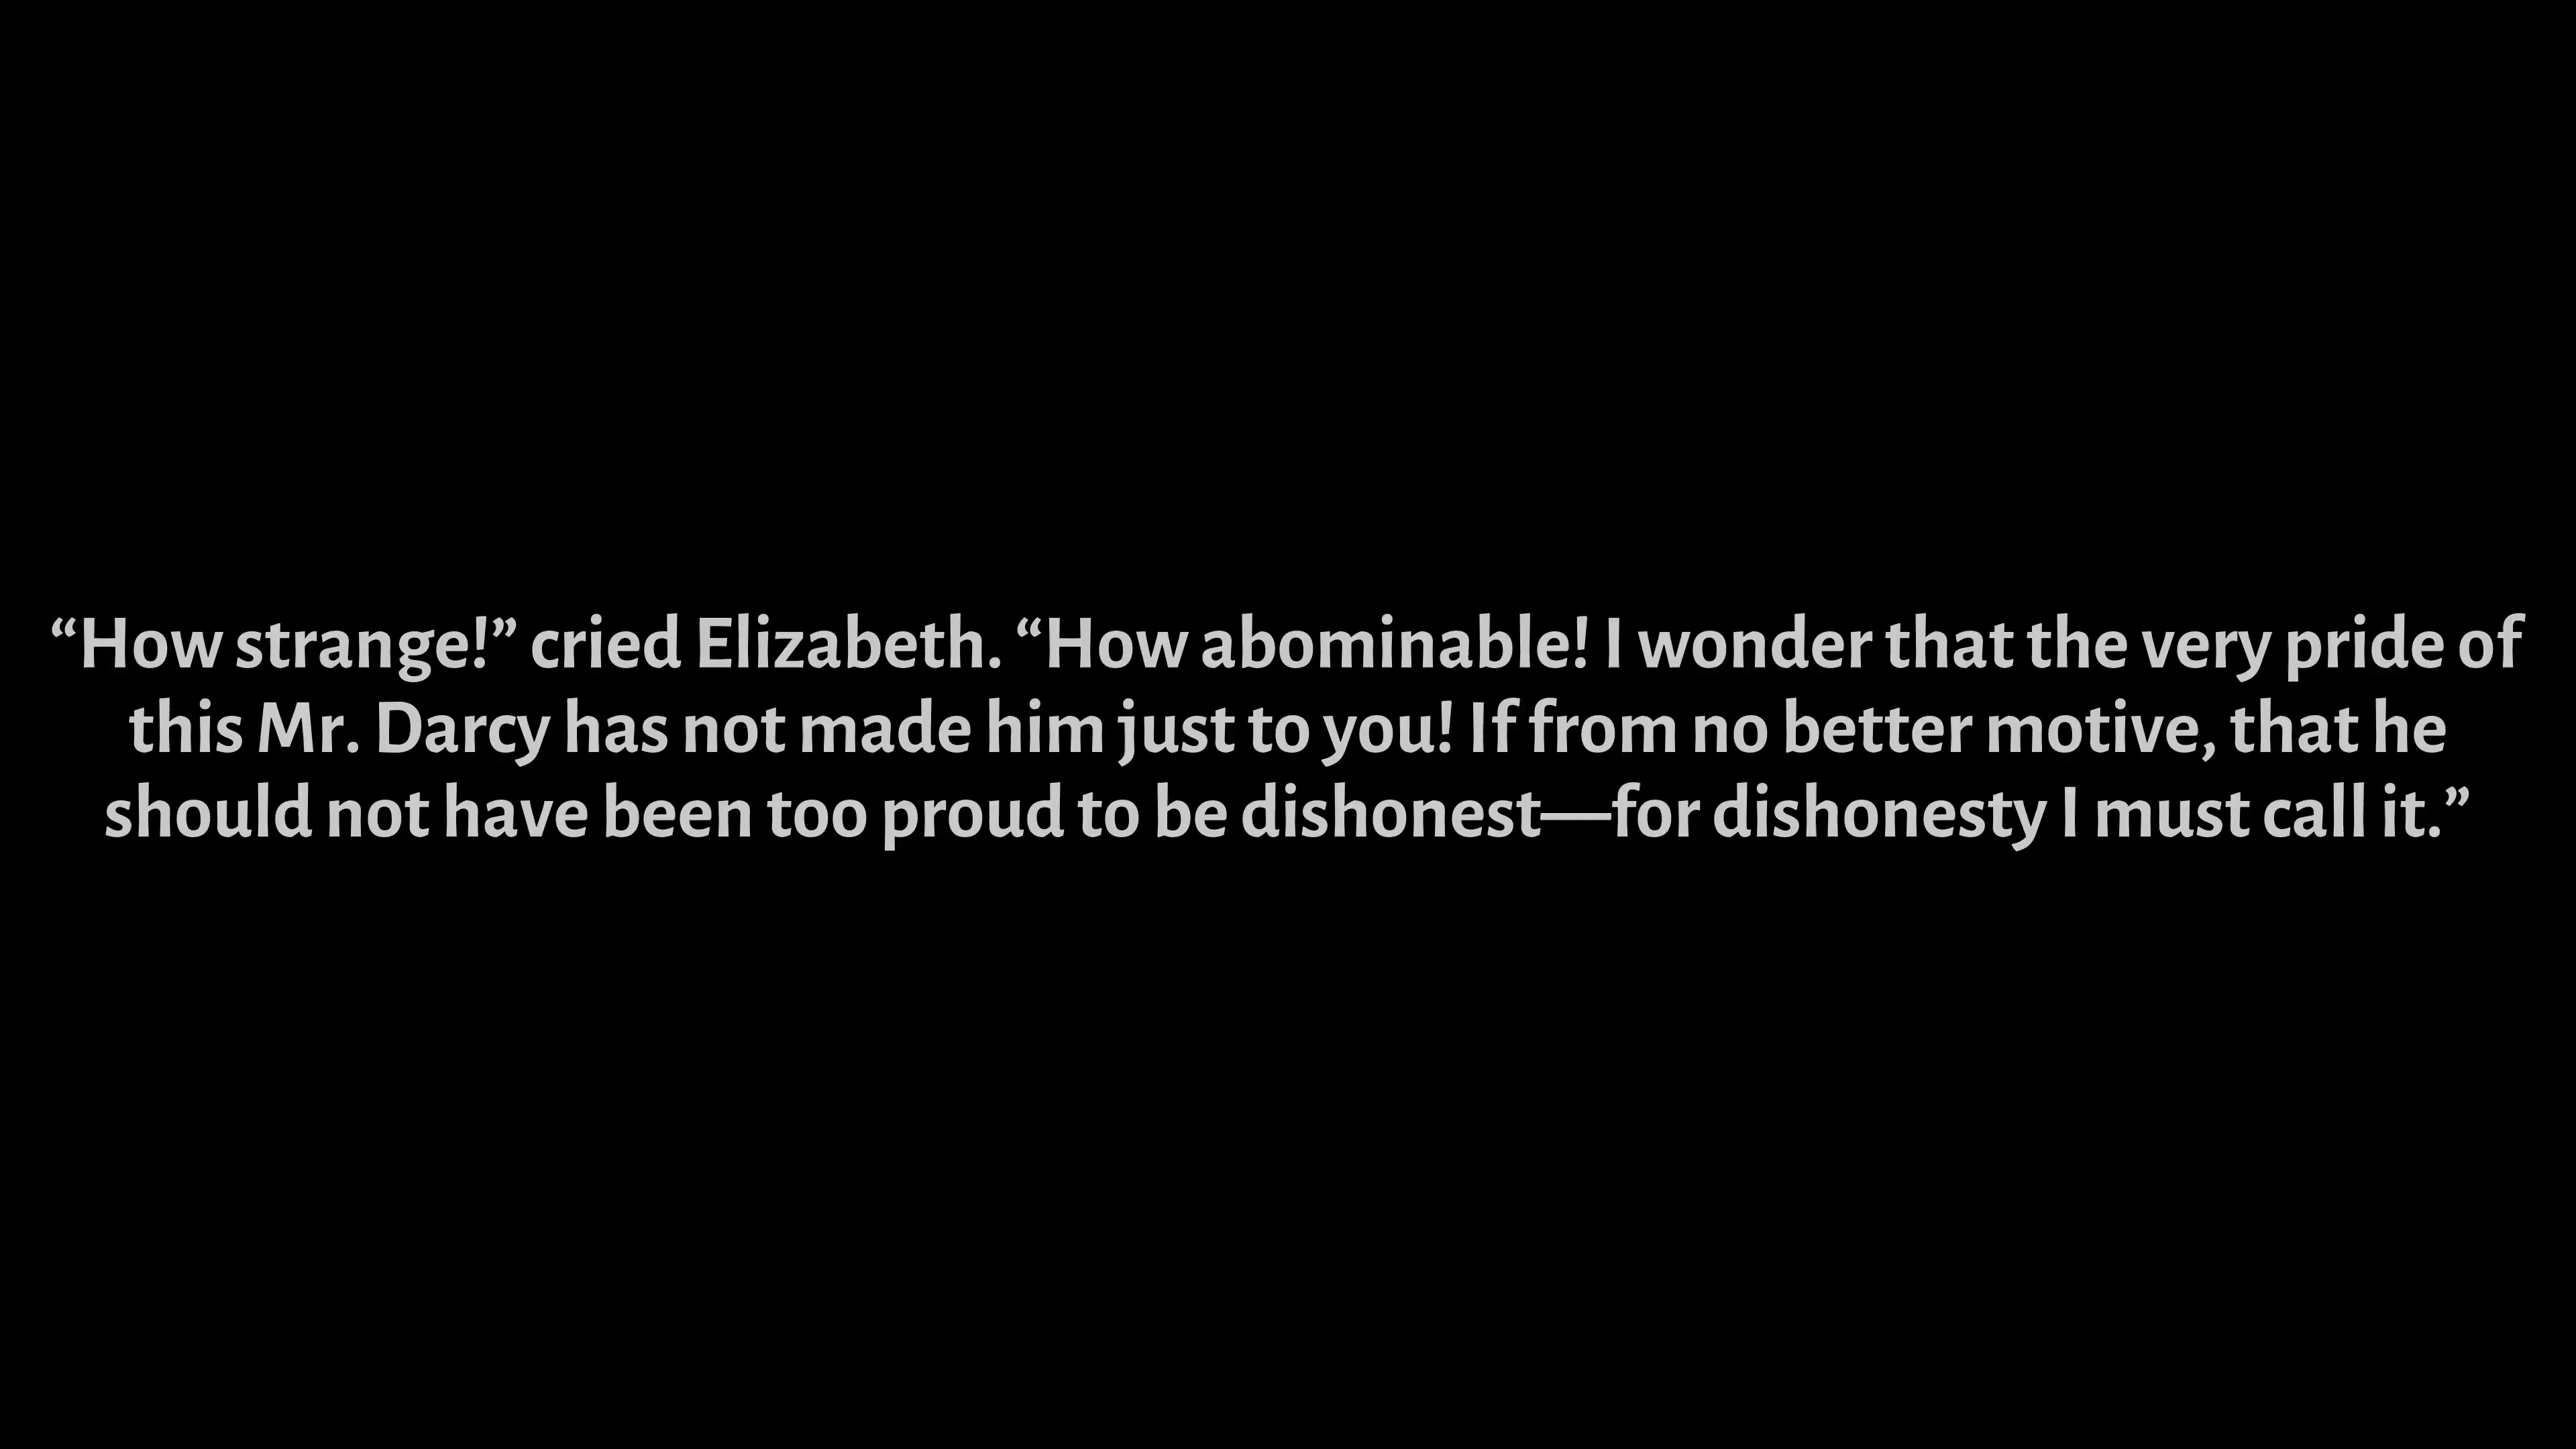 “How strange!” cried Elizabeth. “How abominable! I wonder that the very pride of
this Mr. Darcy has not made him just to you! If from no better motive, that he
should not have been too proud to be dishonest—for dishonesty I must call it.”